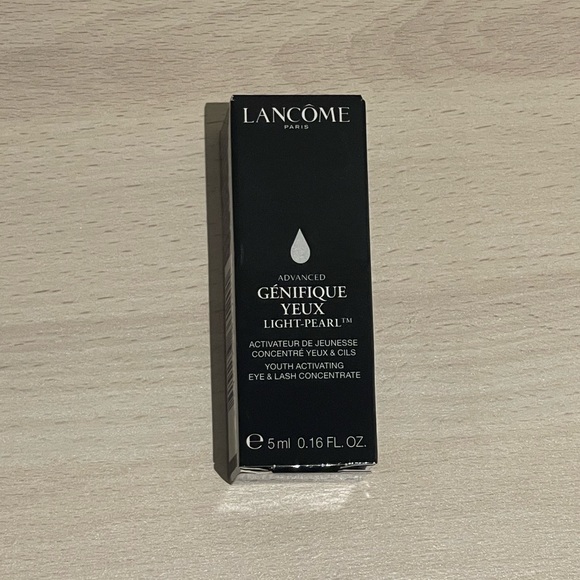 LANCÔME
PARIS
ADVANCED
GÉNIFIQUE
YEUX
LIGHT-PEARL™
ACTIVATEUR DE JEUNESSE
CONCENTRÉ YEUX & CILS
YOUTH ACTIVATING
EYE & LASH CONCENTRATE
℮ 5 ml 0.16 FL. OZ.